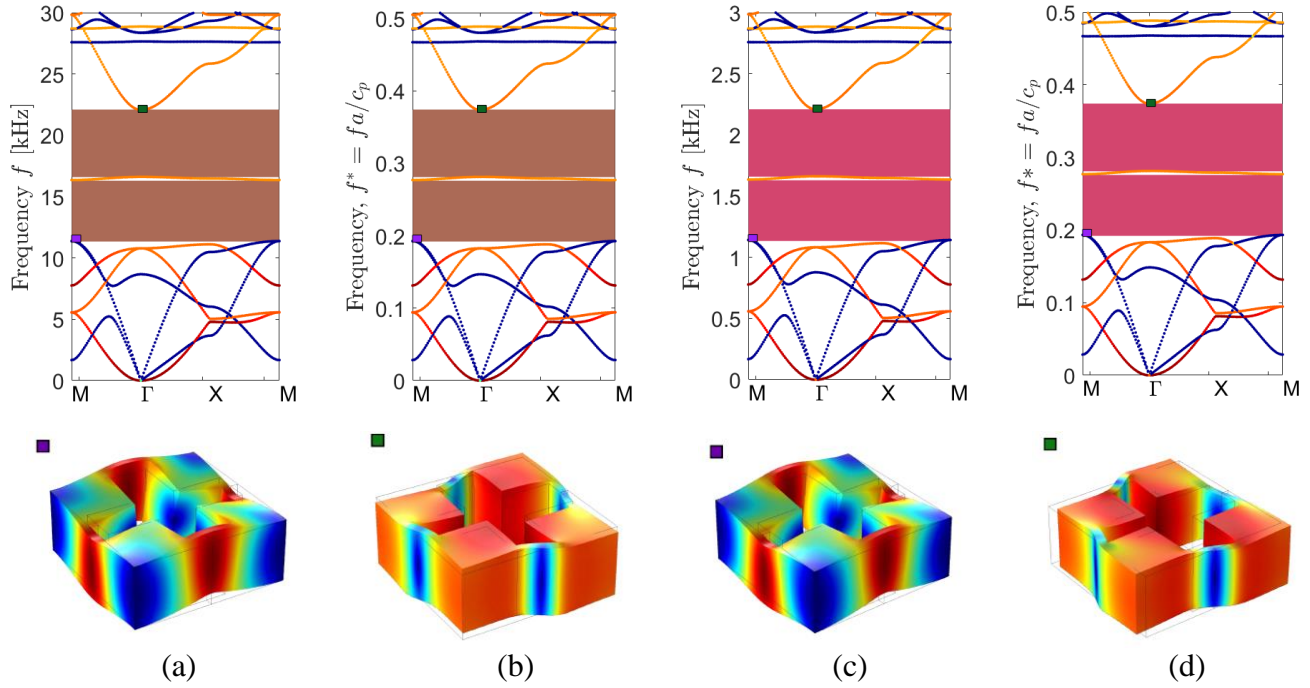 30
25
20
15
10
5
0
Frequency f [kHz]
M Γ X M
0.5
0.4
0.3
0.2
0.1
0
Frequency, f* = fa/c_p
M Γ X M
3
2.5
2
1.5
1
0.5
0
Frequency f [kHz]
M Γ X M
0.5
0.4
0.3
0.2
0.1
0
Frequency, f* = fa/c_p
M Γ X M
(a)
(b)
(c)
(d)